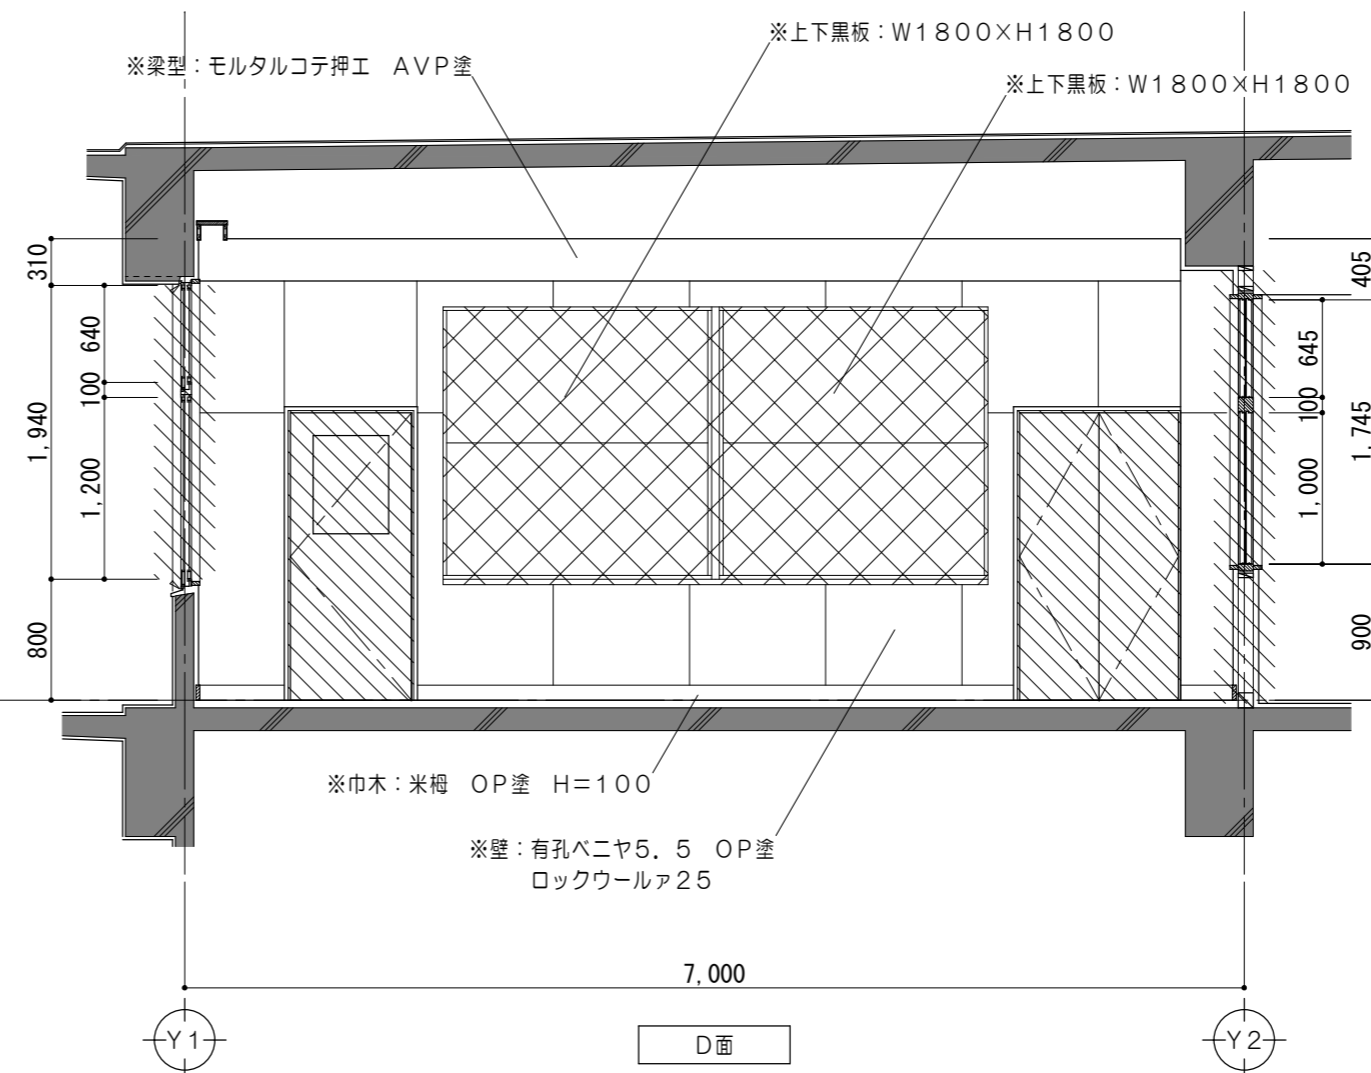 ※上下黒板：W1800×H1800
※梁型：モルタルコテ押エ　AVP塗
※上下黒板：W1800×H1800
310
640
100
1,940
1,200
800
405
645
100
1,745
1,000
900
※巾木：米栂　OP塗　H=100
※壁：有孔ベニヤ5.5　OP塗
ロックウールァ25
7,000
Y1
D面
Y2